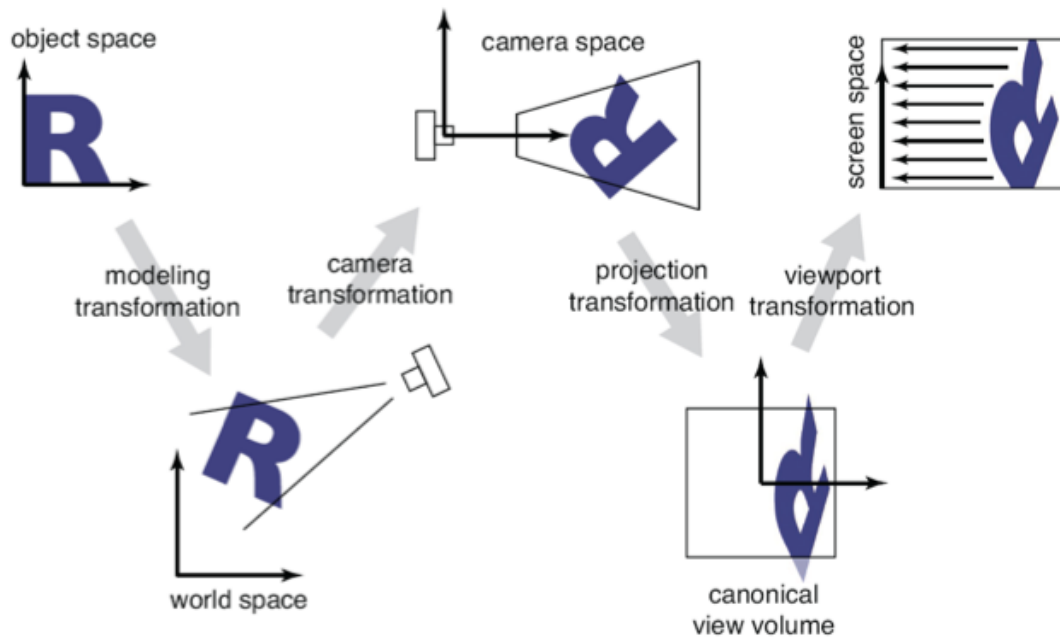 object space
R
modeling
transformation
R
world space
camera
transformation
camera space
R
projection
transformation
canonical
view volume
R
viewport
transformation
screen space
R